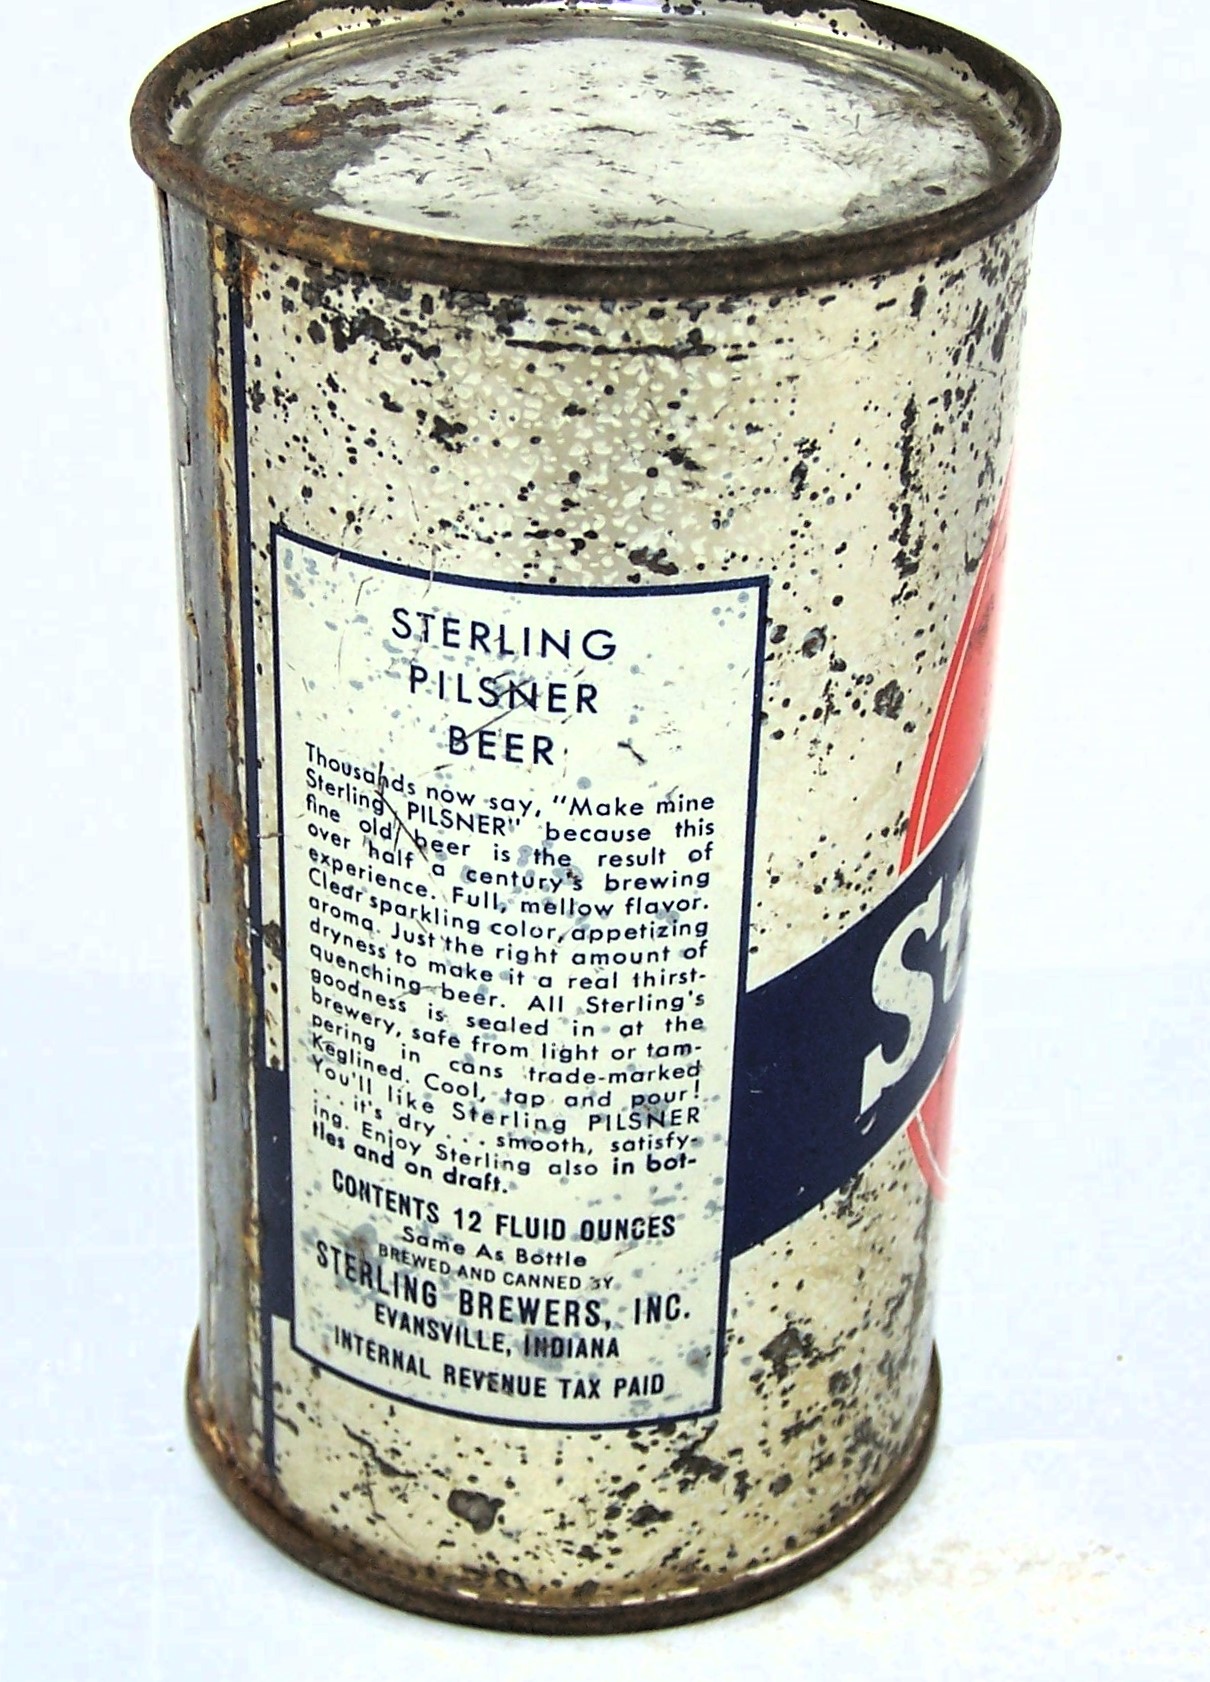 STERLING
PILSNER
BEER
Thousands now say, "Make mine
Sterling PILSNER" because this
fine old beer is the result of
over half a century's brewing
experience. Full, mellow flavor.
Clear sparkling color, appetizing
aroma. Just the right amount of
dryness to make it a real thirst-
quenching beer. All Sterling's
goodness is sealed in at the
brewery, safe from light or tam-
pering in cans trade-marked
Keglined. Cool, tap and pour!
You'll like Sterling PILSNER
. . . it's dry . . . smooth, satisfy-
ing. Enjoy Sterling also in bot-
tles and on draft.
CONTENTS 12 FLUID OUNCES
Same As Bottle
BREWED AND CANNED BY
STERLING BREWERS, INC.
EVANSVILLE, INDIANA
INTERNAL REVENUE TAX PAID
St